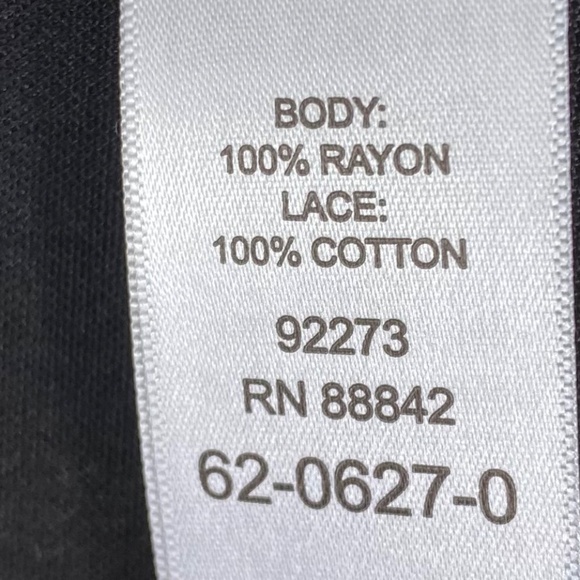 BODY:
100% RAYON
LACE:
100% COTTON
92273
RN 88842
62-0627-0